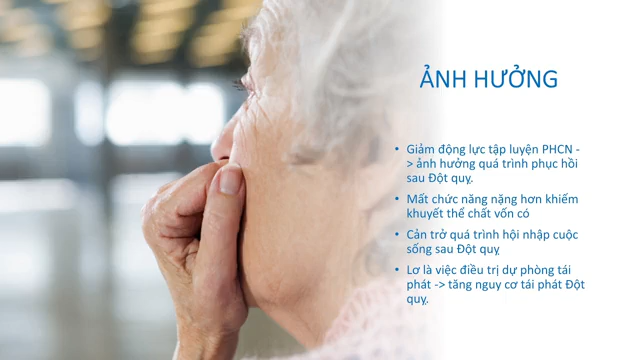 ẢNH HƯỞNG
• Giảm động lực tập luyện PHCN -
> ảnh hưởng quá trình phục hồi
sau Đột quỵ.
• Mất chức năng nặng hơn khiếm
khuyết thể chất vốn có
• Cản trở quá trình hội nhập cuộc
sống sau Đột quỵ
• Lơ là việc điều trị dự phòng tái
phát -> tăng nguy cơ tái phát Đột
quỵ.